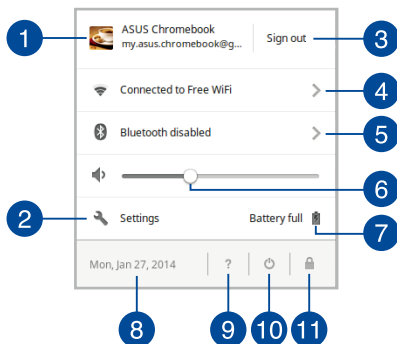 1
ASUS Chromebook
my.asus.chromebook@g...
Sign out
3
Connected to Free WiFi
4
Bluetooth disabled
5
6
2
Settings
Battery full
7
Mon, Jan 27, 2014
?
8
9
10
11